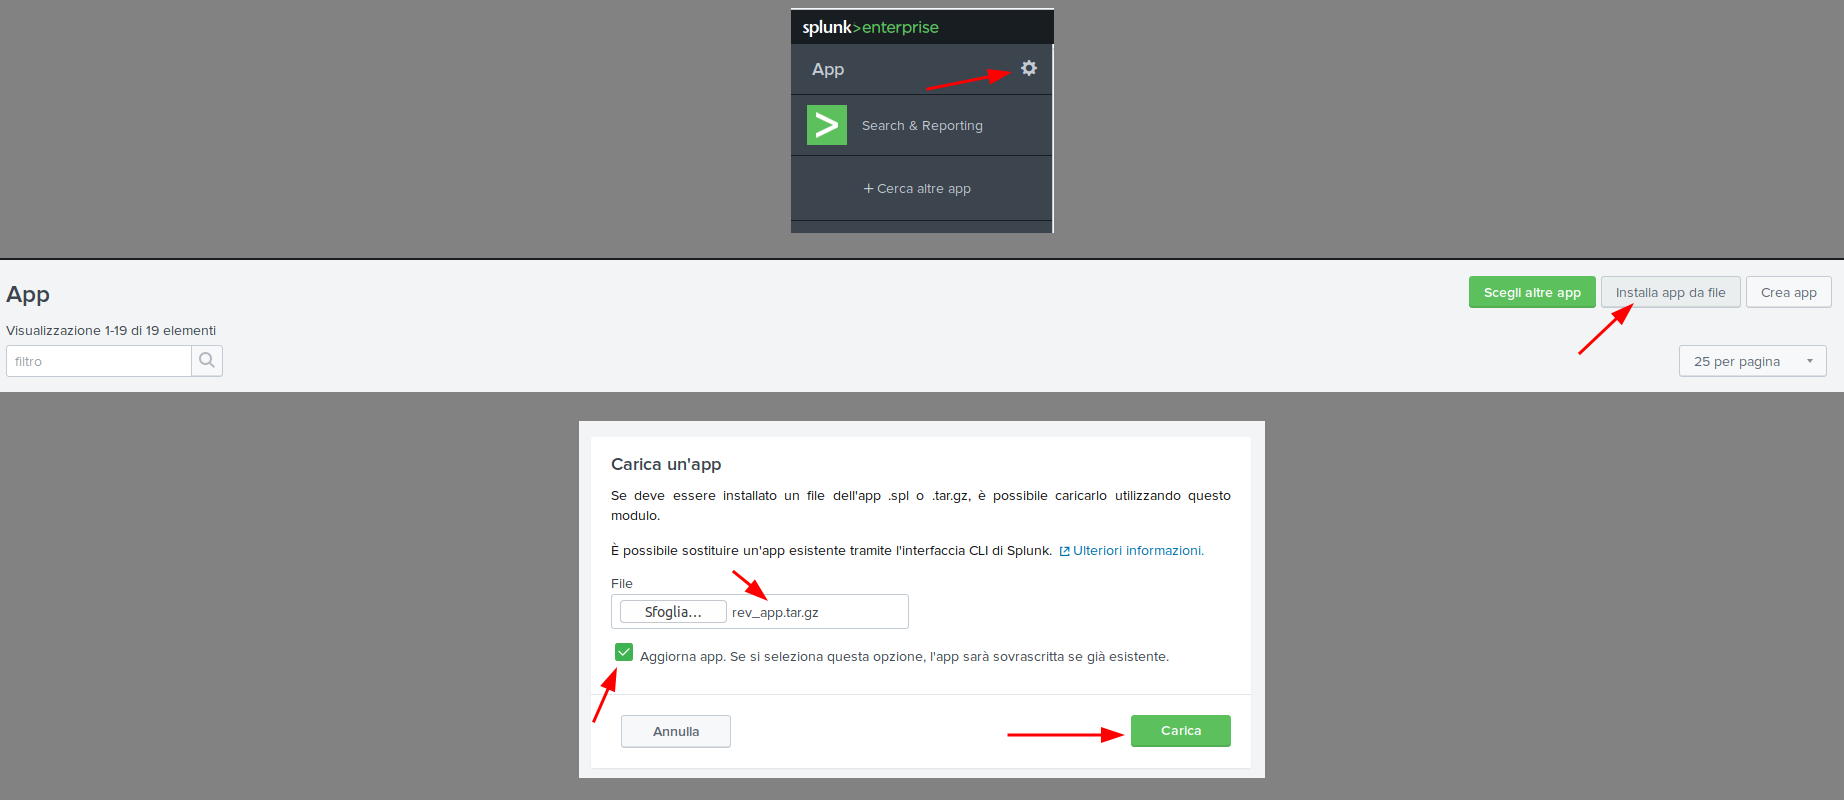 splunk>enterprise
App
Search & Reporting
+ Cerca altre app
App
Scegli altre app
Installa app da file
Crea app
Visualizzazione 1-19 di 19 elementi
filtro
25 per pagina
Carica un'app
Se deve essere installato un file dell'app .spl o .tar.gz, è possibile caricarlo utilizzando questo
modulo.
È possibile sostituire un'app esistente tramite l'interfaccia CLI di Splunk. Ulteriori informazioni.
File
Sfoglia... rev_app.tar.gz
Aggiorna app. Se si seleziona questa opzione, l'app sarà sovrascritta se già esistente.
Annulla
Carica